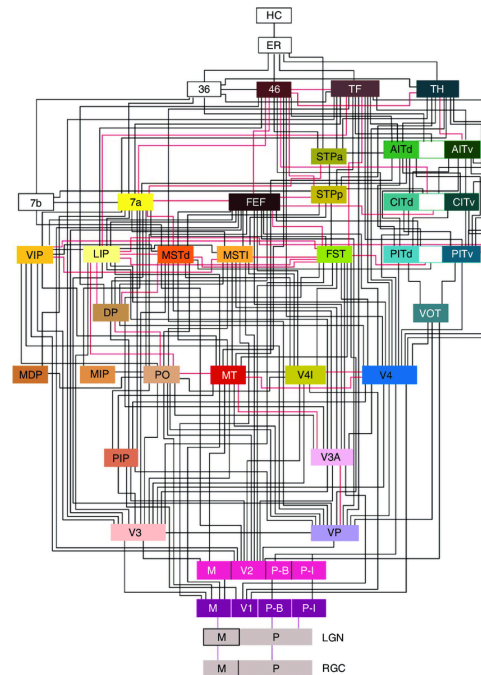 HC
ER
36 46 TF TH
STPa AITd AITv
7b 7a FEF STPp CITd CITv
VIP LIP MSTd MSTl FST PITd PITv
DP VOT
MDP MIP PO MT V4l V4
PIP V3A
V3 VP
M V2 P-B P-I
M V1 P-B P-I
M P LGN
M P RGC